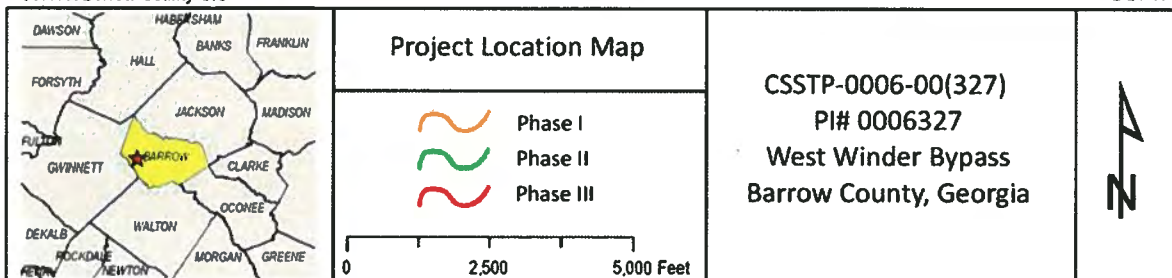 DAWSON
HABERSHAM
BANKS
FRANKLIN
HALL
FORSYTH
JACKSON
MADISON
FULTON
GWINNETT
BARROW
CLARKE
OCONEE
DEKALB
WALTON
ROCKDALE
NEWTON
MORGAN
GREENE
Project Location Map
Phase I
Phase II
Phase III
0 2,500 5,000 Feet
CSSTP-0006-00(327)
PI# 0006327
West Winder Bypass
Barrow County, Georgia
N